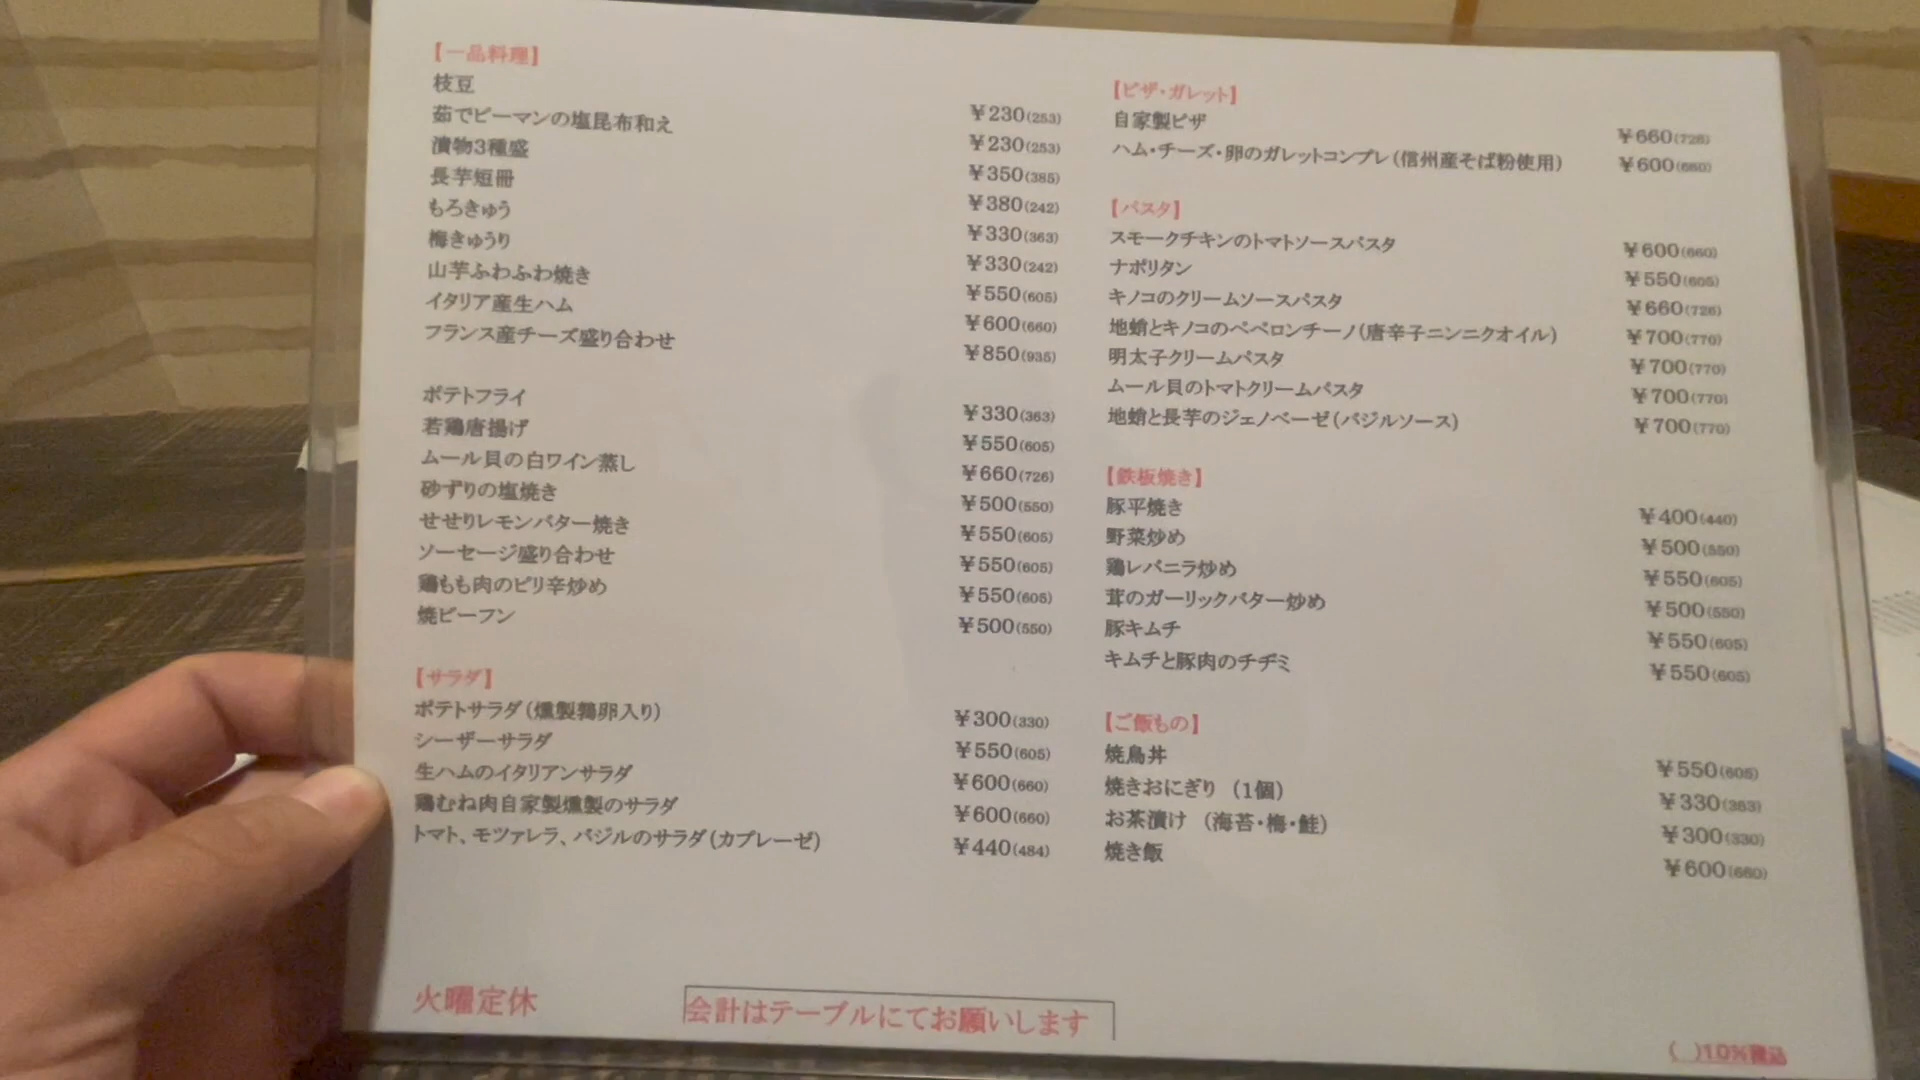 【一品料理】
枝豆 ¥230(253)
茹でピーマンの塩昆布和え ¥230(253)
漬物3種盛 ¥350(385)
長芋短冊 ¥380(242)
もろきゅう ¥330(363)
梅きゅうり ¥330(242)
山芋ふわふわ焼き ¥550(605)
イタリア産生ハム ¥600(660)
フランス産チーズ盛り合わせ ¥850(935)
ポテトフライ ¥330(363)
若鶏唐揚げ ¥550(605)
ムール貝の白ワイン蒸し ¥660(726)
砂ずりの塩焼き ¥500(550)
せせりレモンバター焼き ¥550(605)
ソーセージ盛り合わせ ¥550(605)
鶏もも肉のピリ辛炒め ¥550(605)
焼ビーフン ¥500(550)
【サラダ】
ポテトサラダ(燻製鶉卵入り) ¥300(330)
シーザーサラダ ¥550(605)
生ハムのイタリアンサラダ ¥600(660)
鶏むね肉自家製燻製のサラダ ¥600(660)
トマト、モツァレラ、バジルのサラダ(カプレーゼ) ¥440(484)
火曜定休
会計はテーブルにてお願いします
【ピザ・ガレット】
自家製ピザ ¥660(726)
ハム・チーズ・卵のガレットコンプレ(信州産そば粉使用) ¥600(660)
【パスタ】
スモークチキンのトマトソースパスタ ¥600(660)
ナポリタン ¥550(605)
キノコのクリームソースパスタ ¥660(726)
地蛸とキノコのペペロンチーノ(唐辛子ニンニクオイル) ¥700(770)
明太子クリームパスタ ¥700(770)
ムール貝のトマトクリームパスタ ¥700(770)
地蛸と長芋のジェノベーゼ(バジルソース) ¥700(770)
【鉄板焼き】
豚平焼き ¥400(440)
野菜炒め ¥500(550)
鶏レバニラ炒め ¥550(605)
茸のガーリックバター炒め ¥500(550)
豚キムチ ¥550(605)
キムチと豚肉のチヂミ ¥550(605)
【ご飯もの】
焼鳥丼 ¥550(605)
焼きおにぎり (1個) ¥330(363)
お茶漬け (海苔・梅・鮭) ¥300(330)
焼き飯 ¥600(660)
( )10%税込